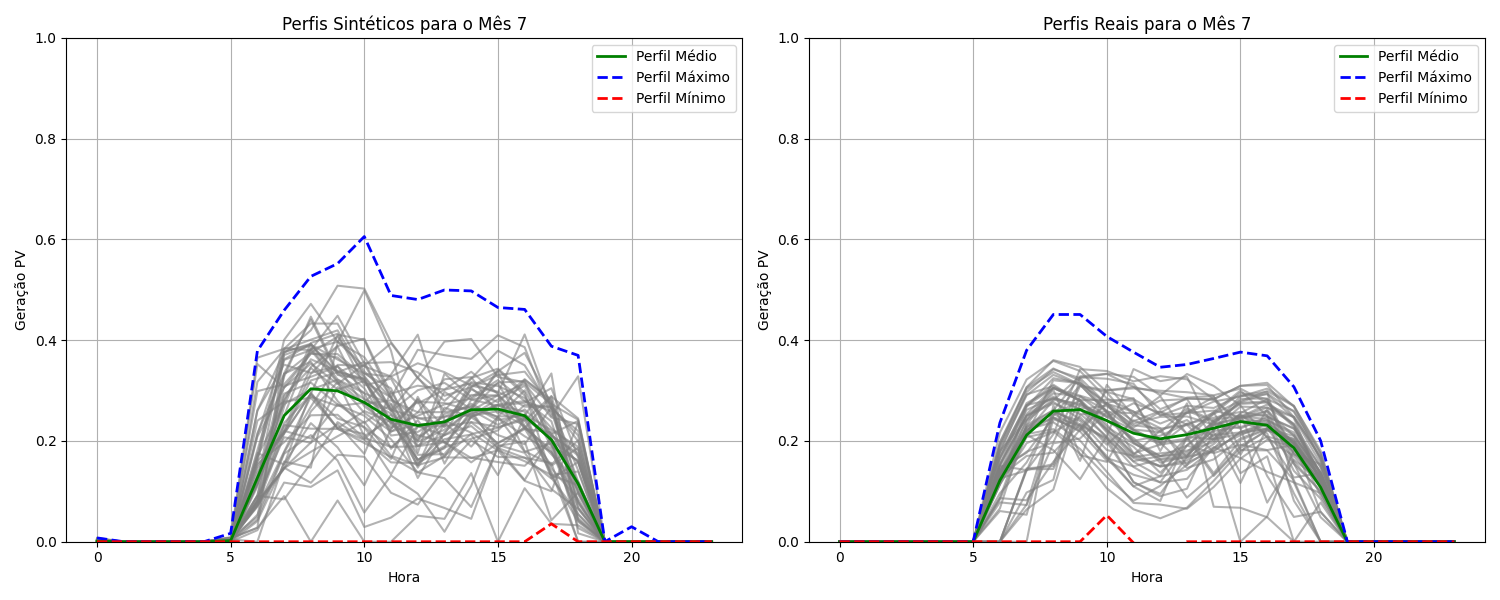 Perfis Sintéticos para o Mês 7
1.0
0.8
0.6
0.4
0.2
0.0
Geração PV
0
5
10
15
20
Hora
Perfil Médio
Perfil Máximo
Perfil Mínimo
Perfis Reais para o Mês 7
1.0
0.8
0.6
0.4
0.2
0.0
Geração PV
0
5
10
15
20
Hora
Perfil Médio
Perfil Máximo
Perfil Mínimo